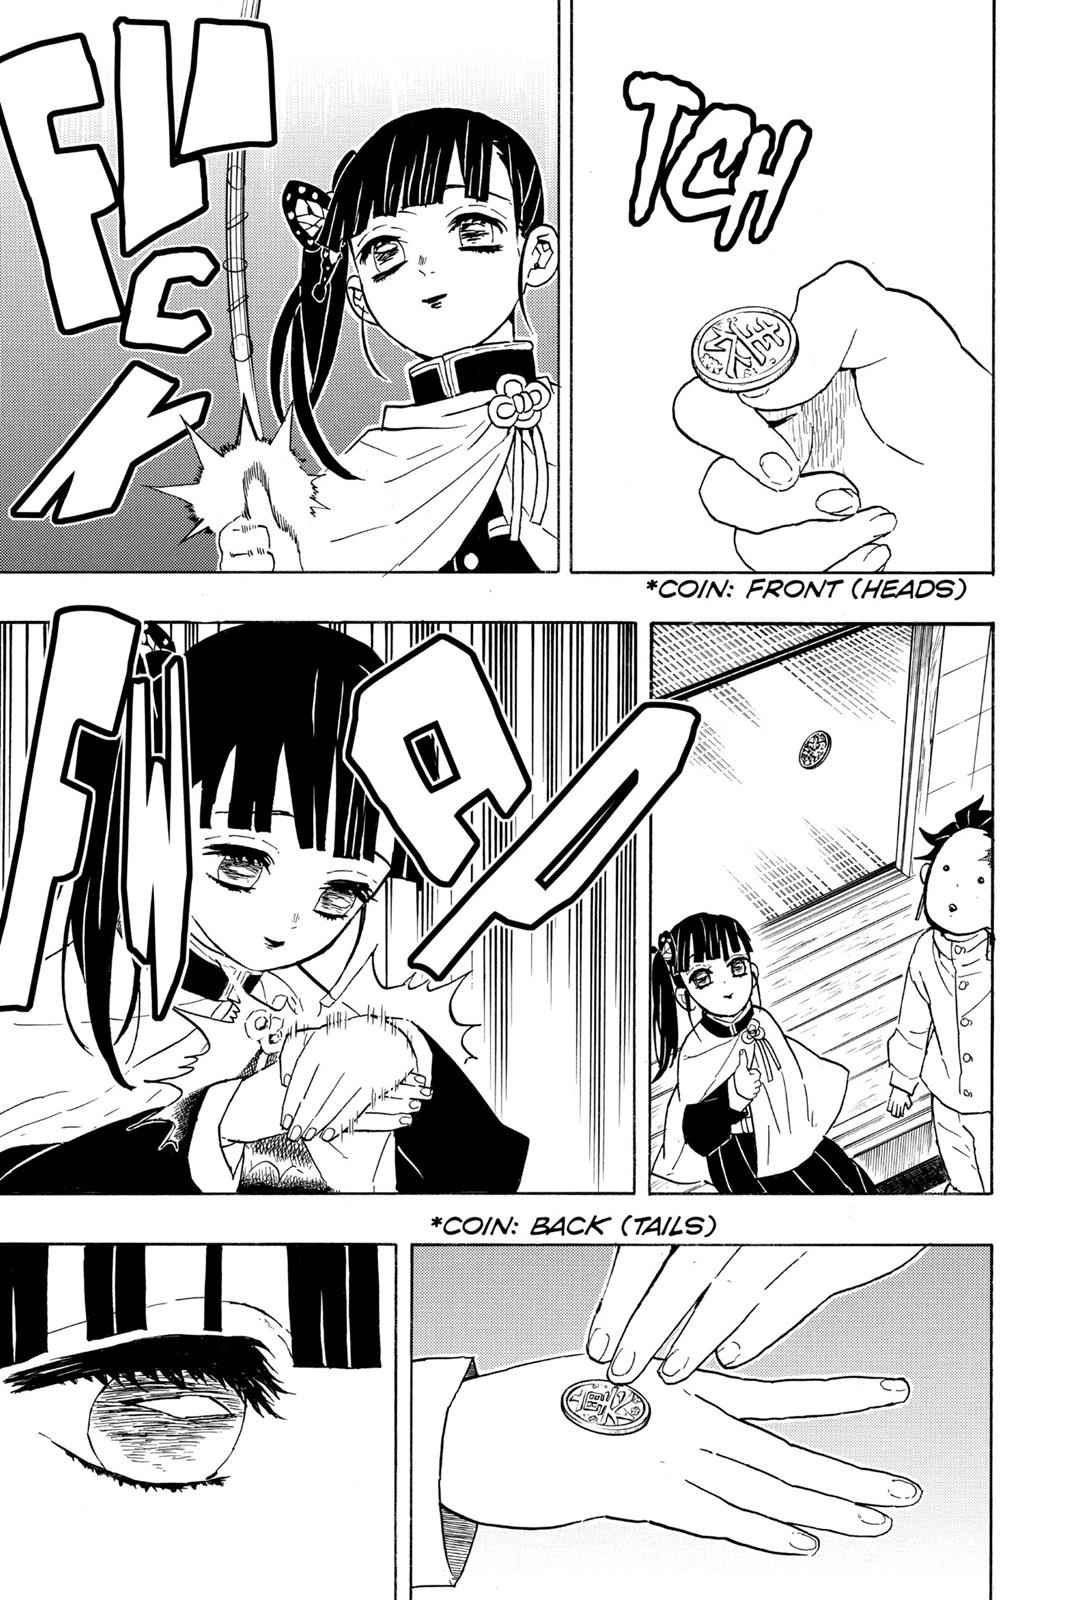 TCH
FLICK
*COIN: FRONT (HEADS)
FWAP
*COIN: BACK (TAILS)